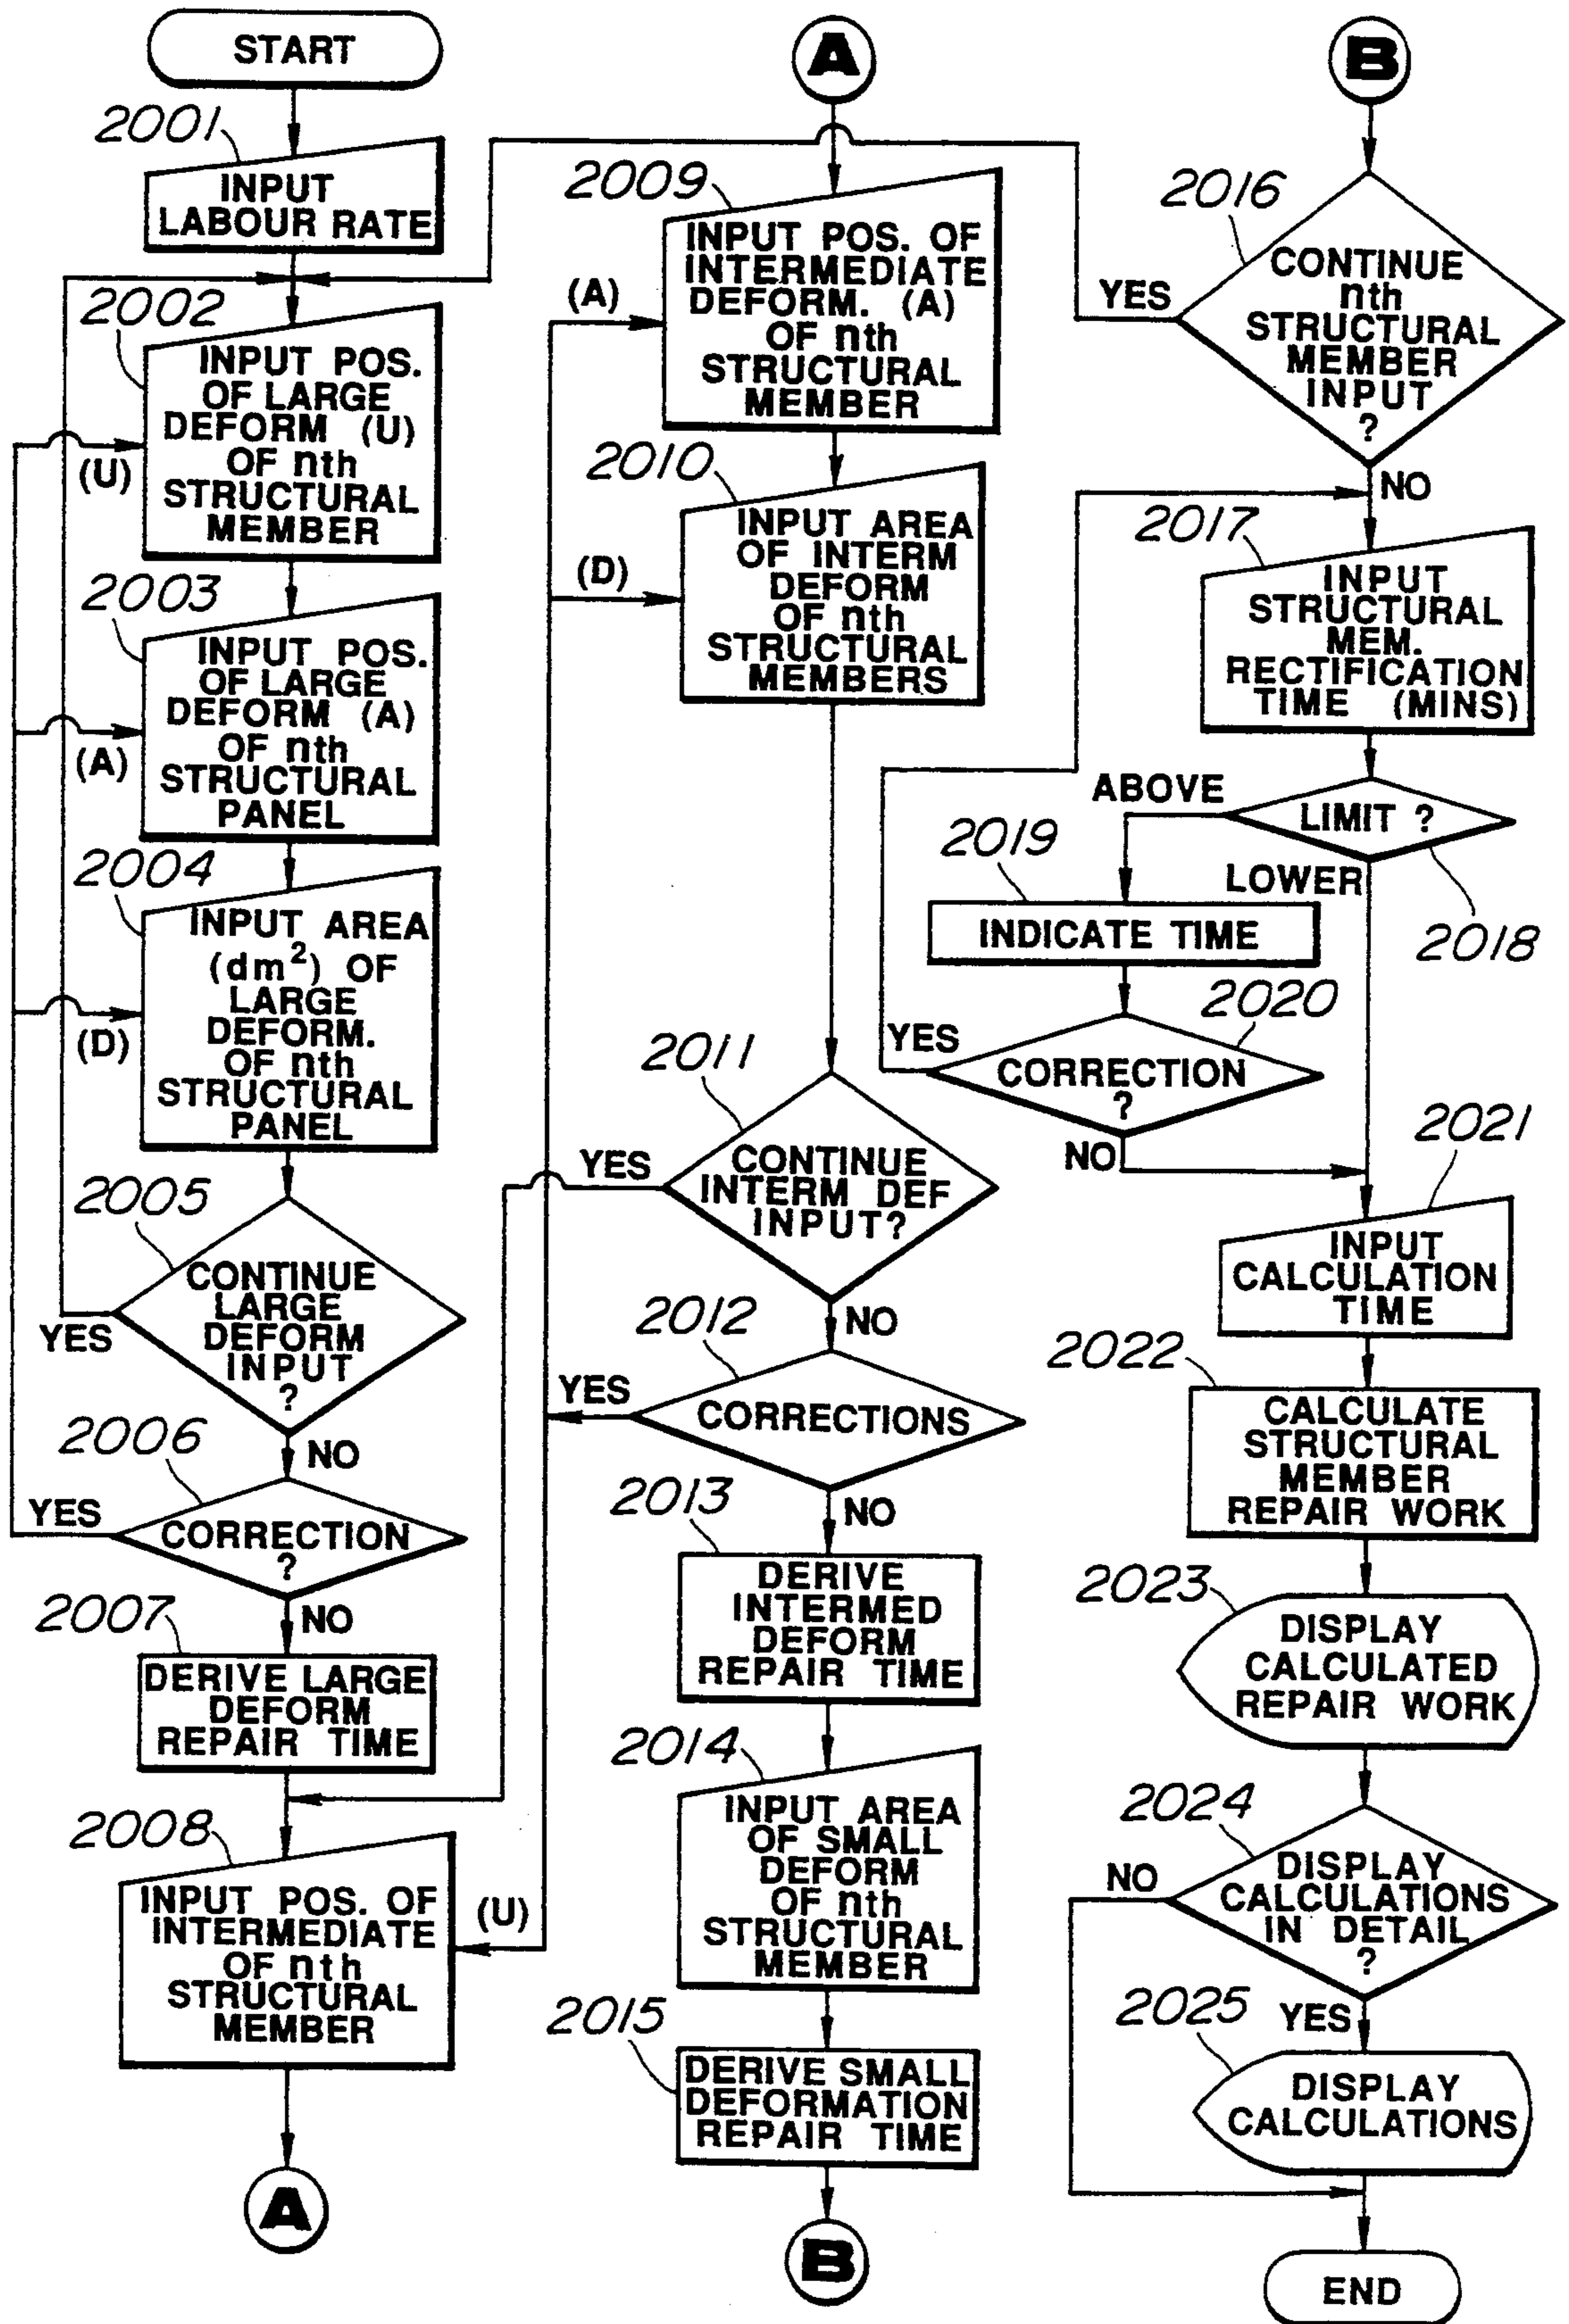 START
2001
INPUT
LABOUR RATE
2002
INPUT POS.
OF LARGE
DEFORM (U)
OF nth
STRUCTURAL
MEMBER
(U)
2003
INPUT POS.
OF LARGE
DEFORM (A)
OF nth
STRUCTURAL
PANEL
(A)
2004
INPUT AREA
(dm²) OF
LARGE
DEFORM.
OF nth
STRUCTURAL
PANEL
(D)
2005
CONTINUE
LARGE
DEFORM
INPUT
?
YES
NO
2006
CORRECTION
?
YES
NO
2007
DERIVE LARGE
DEFORM
REPAIR TIME
2008
INPUT POS. OF
INTERMEDIATE
OF nth
STRUCTURAL
MEMBER
(U)
A
A
2009
INPUT POS. OF
INTERMEDIATE
DEFORM. (A)
OF nth
STRUCTURAL
MEMBER
(A)
2010
INPUT AREA
OF INTERM
DEFORM
OF nth
STRUCTURAL
MEMBERS
(D)
2011
CONTINUE
INTERM DEF
INPUT?
YES
NO
2012
CORRECTIONS
YES
NO
2013
DERIVE
INTERMED
DEFORM
REPAIR TIME
2014
INPUT AREA
OF SMALL
DEFORM
OF nth
STRUCTURAL
MEMBER
2015
DERIVE SMALL
DEFORMATION
REPAIR TIME
B
B
2016
CONTINUE
nth
STRUCTURAL
MEMBER
INPUT
?
YES
NO
2017
INPUT
STRUCTURAL
MEM.
RECTIFICATION
TIME (MINS)
ABOVE
LIMIT ?
LOWER
2018
2019
INDICATE TIME
2020
CORRECTION
?
YES
NO
2021
INPUT
CALCULATION
TIME
2022
CALCULATE
STRUCTURAL
MEMBER
REPAIR WORK
2023
DISPLAY
CALCULATED
REPAIR WORK
2024
DISPLAY
CALCULATIONS
IN DETAIL
?
NO
YES
2025
DISPLAY
CALCULATIONS
END